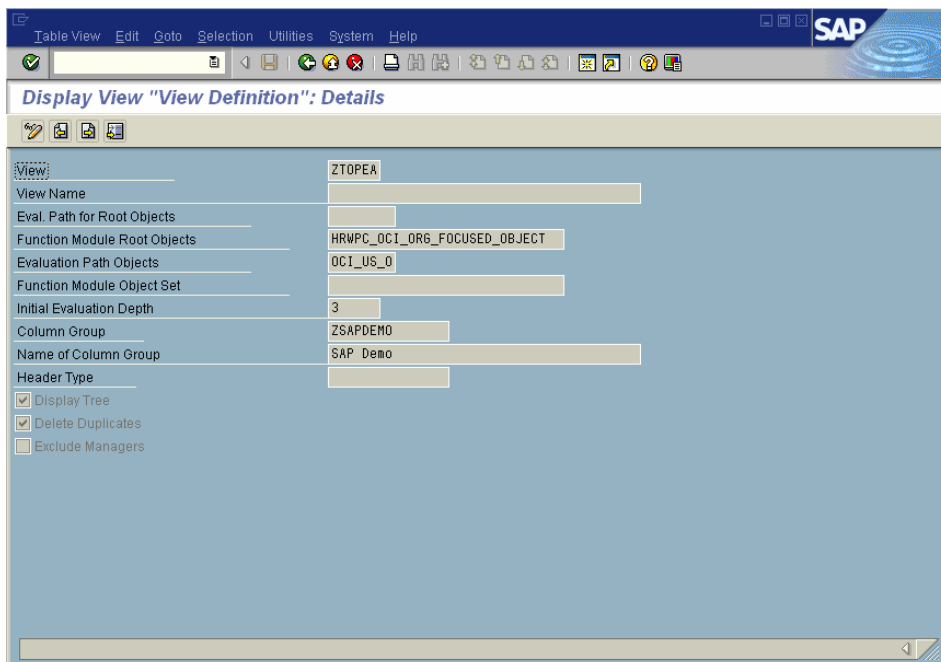 SAP
Table View Edit Goto Selection Utilities System Help
Display View "View Definition": Details
View ZTOPEA
View Name
Eval. Path for Root Objects
Function Module Root Objects HRWPC_OCI_ORG_FOCUSED_OBJECT
Evaluation Path Objects OCI_US_O
Function Module Object Set
Initial Evaluation Depth 3
Column Group ZSAPDEMO
Name of Column Group SAP Demo
Header Type
Display Tree
Delete Duplicates
Exclude Managers